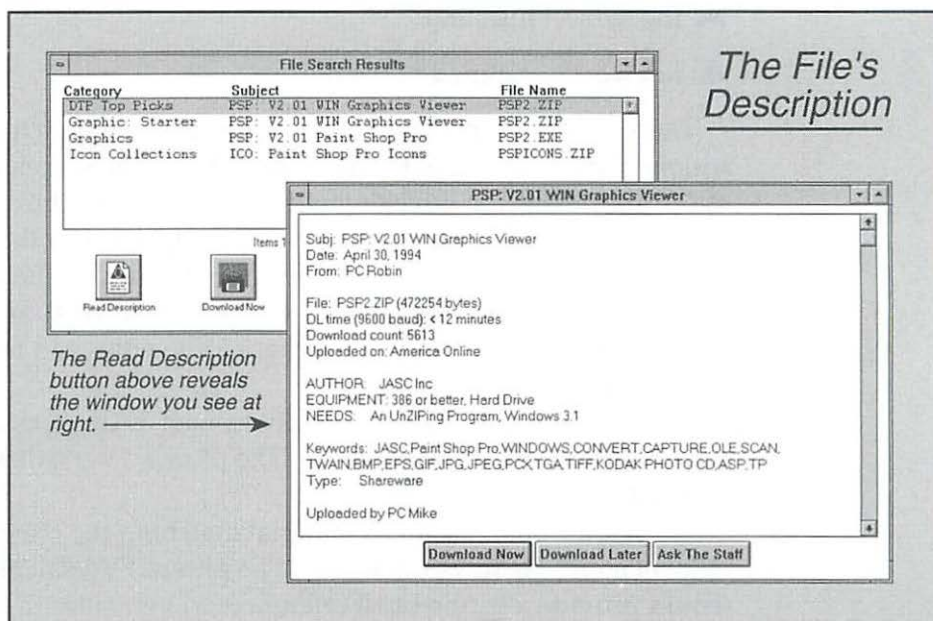 The File's
Description
File Search Results
Category Subject File Name
DTP Top Picks PSP: V2.01 WIN Graphics Viewer PSP2.ZIP
Graphic: Starter PSP: V2.01 WIN Graphics Viewer PSP2.ZIP
Graphics PSP: V2.01 Paint Shop Pro PSP2.EXE
Icon Collections ICO: Paint Shop Pro Icons PSPICONS.ZIP
Items 1
Read Description Download Now
The Read Description
button above reveals
the window you see at
right.
PSP: V2.01 WIN Graphics Viewer
Subj: PSP: V2.01 WIN Graphics Viewer
Date: April 30, 1994
From: PC Robin
File: PSP2.ZIP (472254 bytes)
DL time (9600 baud): < 12 minutes
Download count: 5613
Uploaded on: America Online
AUTHOR: JASC Inc
EQUIPMENT: 386 or better, Hard Drive
NEEDS: An UnZIPing Program, Windows 3.1
Keywords: JASC,Paint Shop Pro,WINDOWS,CONVERT,CAPTURE,OLE,SCAN,
TWAIN,BMP,EPS,GIF,JPG,JPEG,PCX,TGA,TIFF,KODAK PHOTO CD,ASP,TP
Type: Shareware
Uploaded by PC Mike
Download Now Download Later Ask The Staff